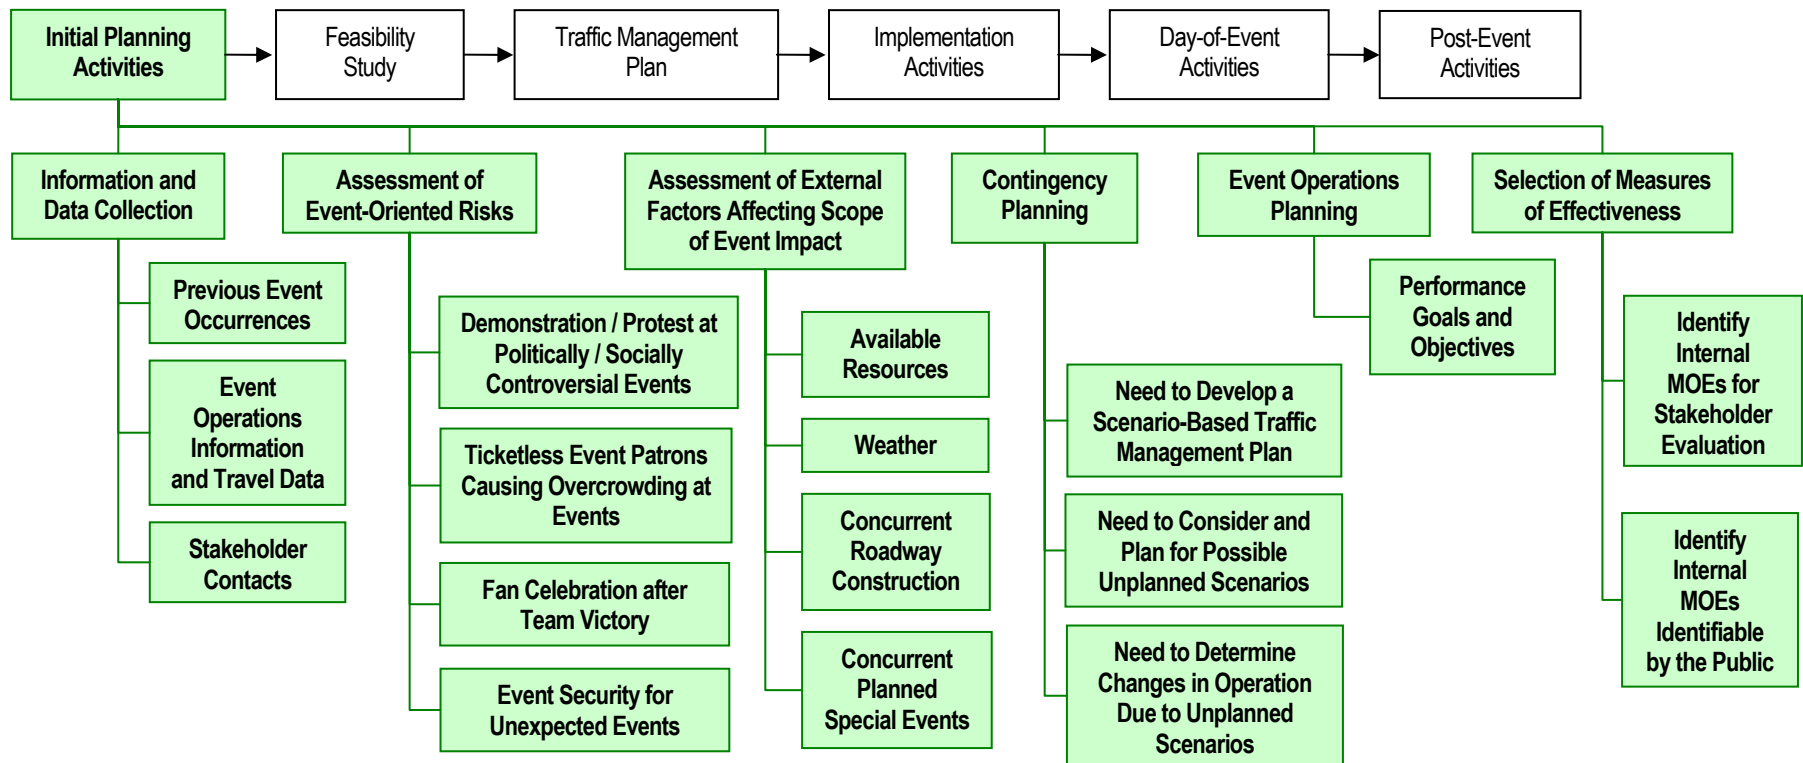 Initial Planning
Activities
Feasibility
Study
Traffic Management
Plan
Implementation
Activities
Day-of-Event
Activities
Post-Event
Activities
Information and
Data Collection
Previous Event
Occurrences
Event
Operations
Information
and Travel Data
Stakeholder
Contacts
Assessment of
Event-Oriented Risks
Demonstration / Protest at
Politically / Socially
Controversial Events
Ticketless Event Patrons
Causing Overcrowding at
Events
Fan Celebration after
Team Victory
Event Security for
Unexpected Events
Assessment of External
Factors Affecting Scope
of Event Impact
Available
Resources
Weather
Concurrent
Roadway
Construction
Concurrent
Planned
Special Events
Contingency
Planning
Need to Develop a
Scenario-Based Traffic
Management Plan
Need to Consider and
Plan for Possible
Unplanned Scenarios
Need to Determine
Changes in Operation
Due to Unplanned
Scenarios
Event Operations
Planning
Performance
Goals and
Objectives
Selection of Measures
of Effectiveness
Identify
Internal
MOEs for
Stakeholder
Evaluation
Identify
Internal
MOEs
Identifiable
by the Public